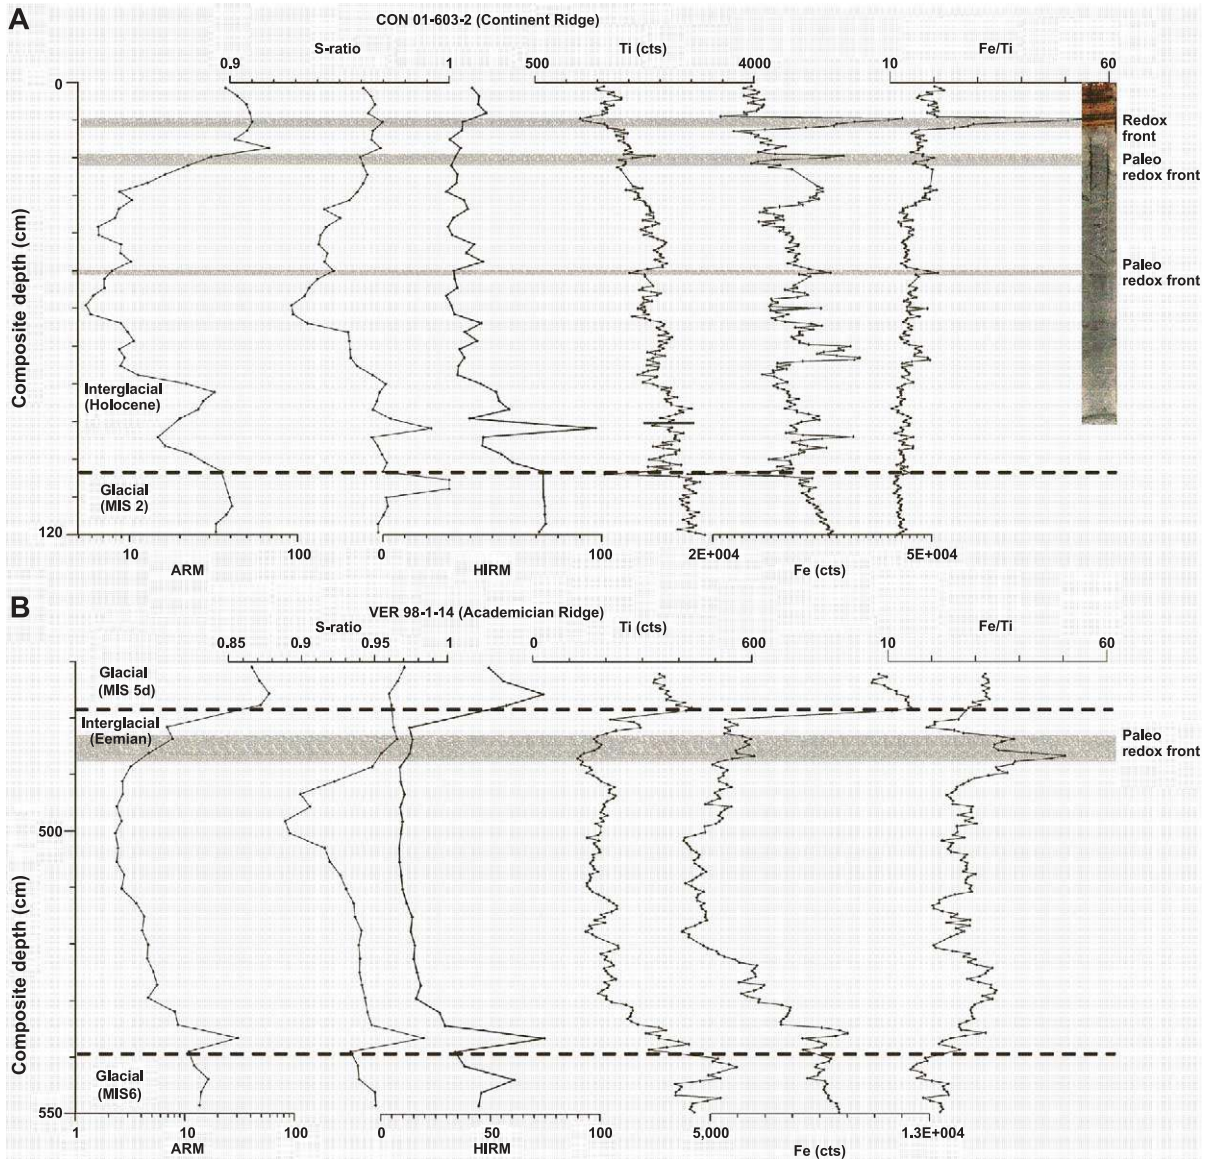 A
CON 01-603-2 (Continent Ridge)
S-ratio
Ti (cts)
Fe/Ti
0.9
1
500
4000
10
60
0
Redox
front
Paleo
redox front
Paleo
redox front
Composite depth (cm)
Interglacial
(Holocene)
Glacial
(MIS 2)
120
10
100
0
100
2E+004
5E+004
ARM
HIRM
Fe (cts)
B
VER 98-1-14 (Academician Ridge)
S-ratio
Ti (cts)
Fe/Ti
0.85
0.9
0.95
1
0
600
10
60
Glacial
(MIS 5d)
Interglacial
(Eemian)
Paleo
redox front
500
Composite depth (cm)
Glacial
(MIS6)
550
1
10
100
0
50
100
5,000
1.3E+004
ARM
HIRM
Fe (cts)